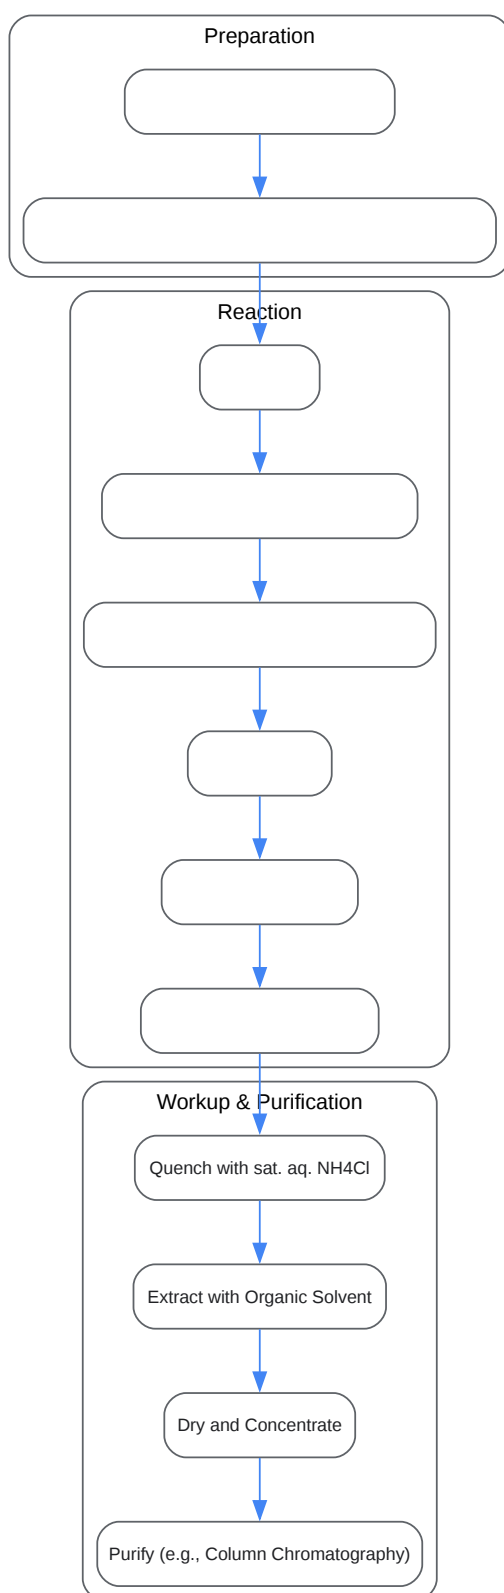 Preparation
Reaction
Workup & Purification
Quench with sat. aq. NH4Cl
Extract with Organic Solvent
Dry and Concentrate
Purify (e.g., Column Chromatography)